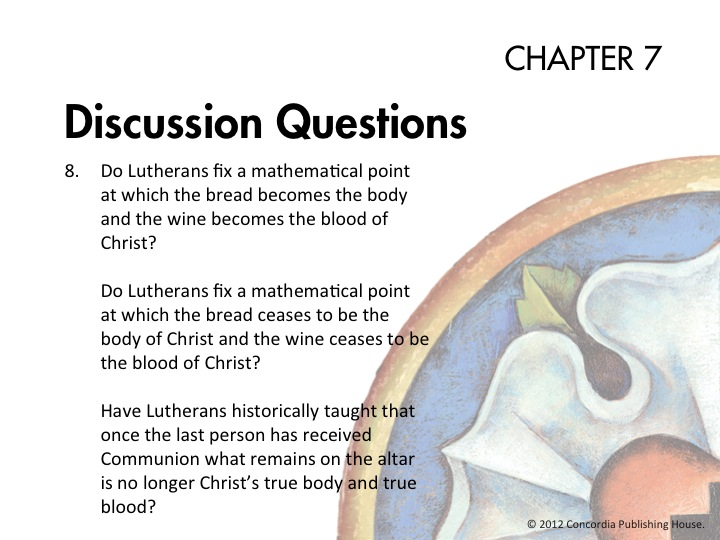 CHAPTER 7
Discussion Questions
8. Do Lutherans fix a mathematical point
at which the bread becomes the body
and the wine becomes the blood of
Christ?
Do Lutherans fix a mathematical point
at which the bread ceases to be the
body of Christ and the wine ceases to be
the blood of Christ?
Have Lutherans historically taught that
once the last person has received
Communion what remains on the altar
is no longer Christ's true body and true
blood?
© 2012 Concordia Publishing House.